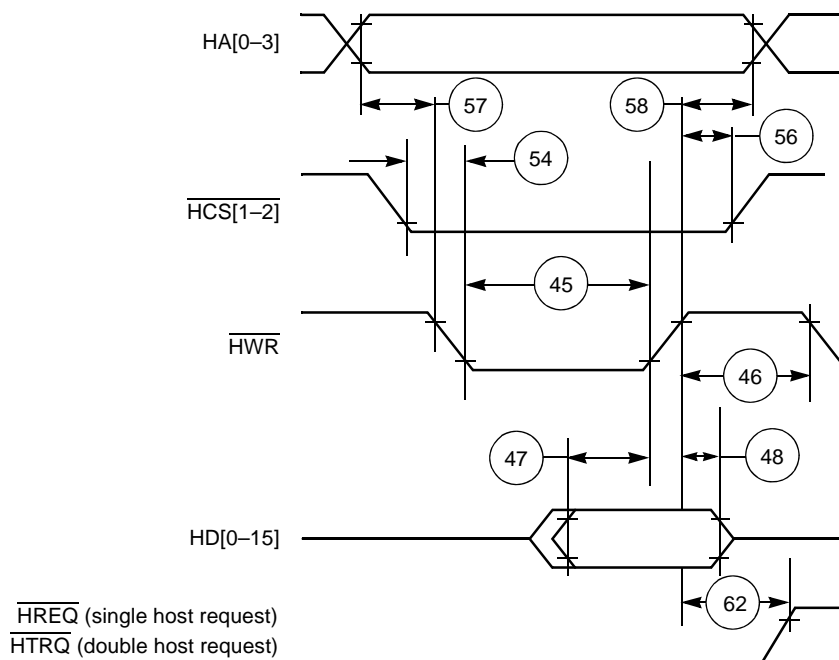 HA[0–3]
57
58
56
54
HCS[1–2]
45
HWR
46
47
48
HD[0–15]
62
HREQ (single host request)
HTRQ (double host request)